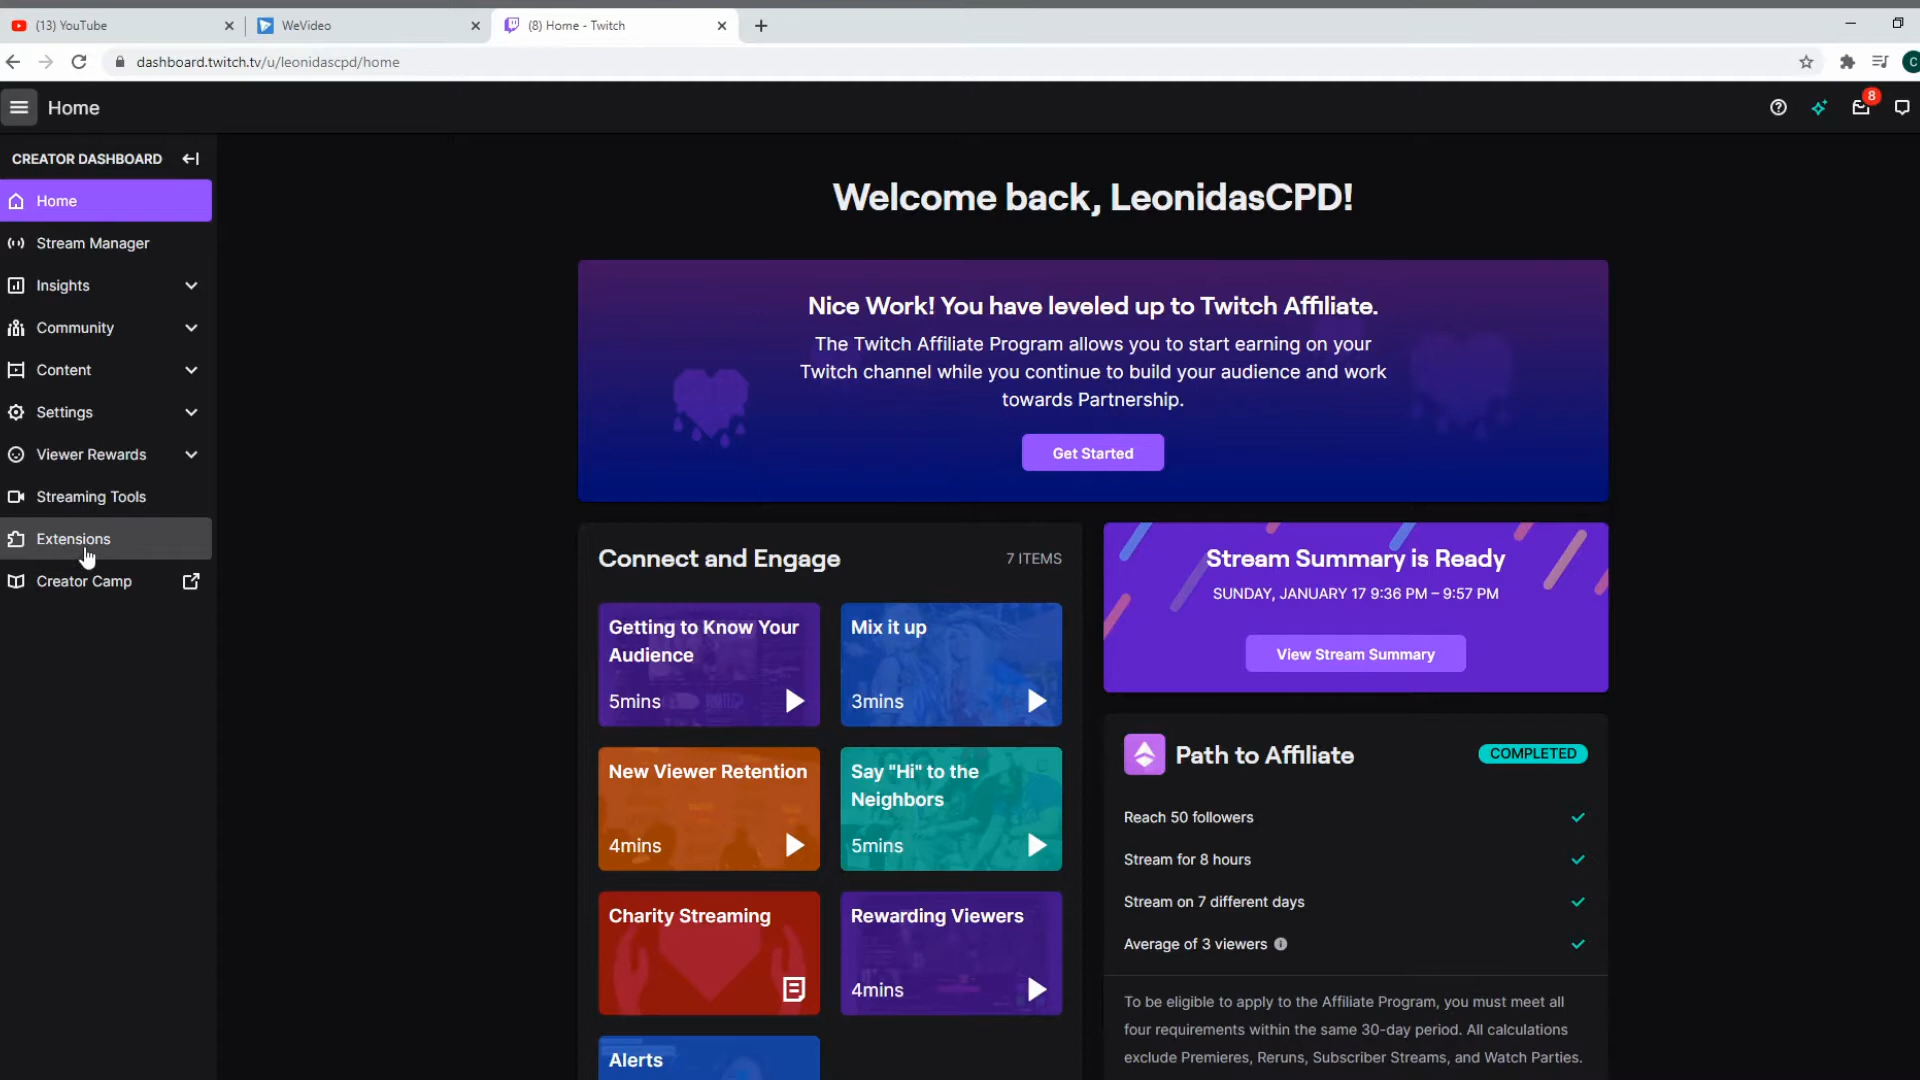 (13) YouTube
WeVideo
(8) Home - Twitch
dashboard.twitch.tv/u/leonidascpd/home
C
Home
8
CREATOR DASHBOARD
Home
Stream Manager
Insights
Community
Content
Settings
Viewer Rewards
Streaming Tools
Extensions
Creator Camp
Welcome back, LeonidasCPD!
Nice Work! You have leveled up to Twitch Affiliate.
The Twitch Affiliate Program allows you to start earning on your
Twitch channel while you continue to build your audience and work
towards Partnership.
Get Started
Connect and Engage
7 ITEMS
Getting to Know Your
Audience
5mins
Mix it up
3mins
New Viewer Retention
4mins
Say "Hi" to the
Neighbors
5mins
Charity Streaming
Rewarding Viewers
4mins
Alerts
Stream Summary is Ready
SUNDAY, JANUARY 17 9:36 PM – 9:57 PM
View Stream Summary
Path to Affiliate
COMPLETED
Reach 50 followers
Stream for 8 hours
Stream on 7 different days
Average of 3 viewers
To be eligible to apply to the Affiliate Program, you must meet all
four requirements within the same 30-day period. All calculations
exclude Premieres, Reruns, Subscriber Streams, and Watch Parties.